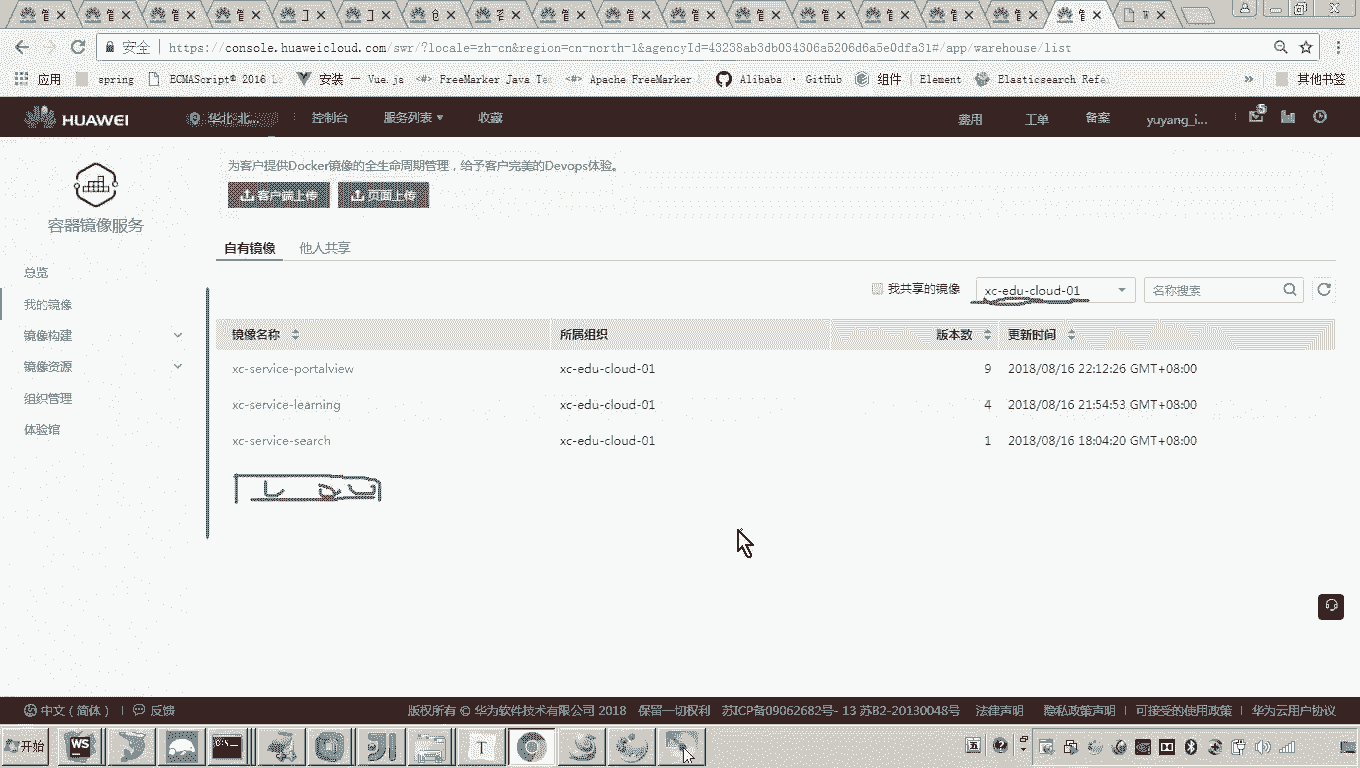 安全 https://console.huaweicloud.com/swr/?locale=zh-cn&region=cn-north-1&agencyId=43238ab3db034306a5206d6a5e0dfa31#/app/warehouse/list
应用 spring ECMAScript® 2016 安装 — Vue.js FreeMarker Java Apache FreeMarker Alibaba · GitHub 组件 | Element Elasticsearch » 其他书签
HUAWEI 华北-北... 控制台 服务列表 收藏 费用 工单 备案 yuyang_i... 5
为客户提供Docker镜像的全生命周期管理，给予客户完美的Devops体验。
客户端上传 页面上传
容器镜像服务
自有镜像 他人共享
总览
我的镜像
镜像构建
镜像资源
组织管理
体验馆
我共享的镜像 xc-edu-cloud-01 名称搜索
镜像名称 所属组织 版本数 更新时间
xc-service-portalview xc-edu-cloud-01 9 2018/08/16 22:12:26 GMT+08:00
xc-service-learning xc-edu-cloud-01 4 2018/08/16 21:54:53 GMT+08:00
xc-service-search xc-edu-cloud-01 1 2018/08/16 18:04:20 GMT+08:00
中文（简体） | 反馈 版权所有 © 华为软件技术有限公司 2018 保留一切权利 苏ICP备09062682号- 13 苏B2-20130048号 法律声明 隐私政策声明 | 可接受的使用政策 | 华为云用户协议
开始 WS C:\ T 五